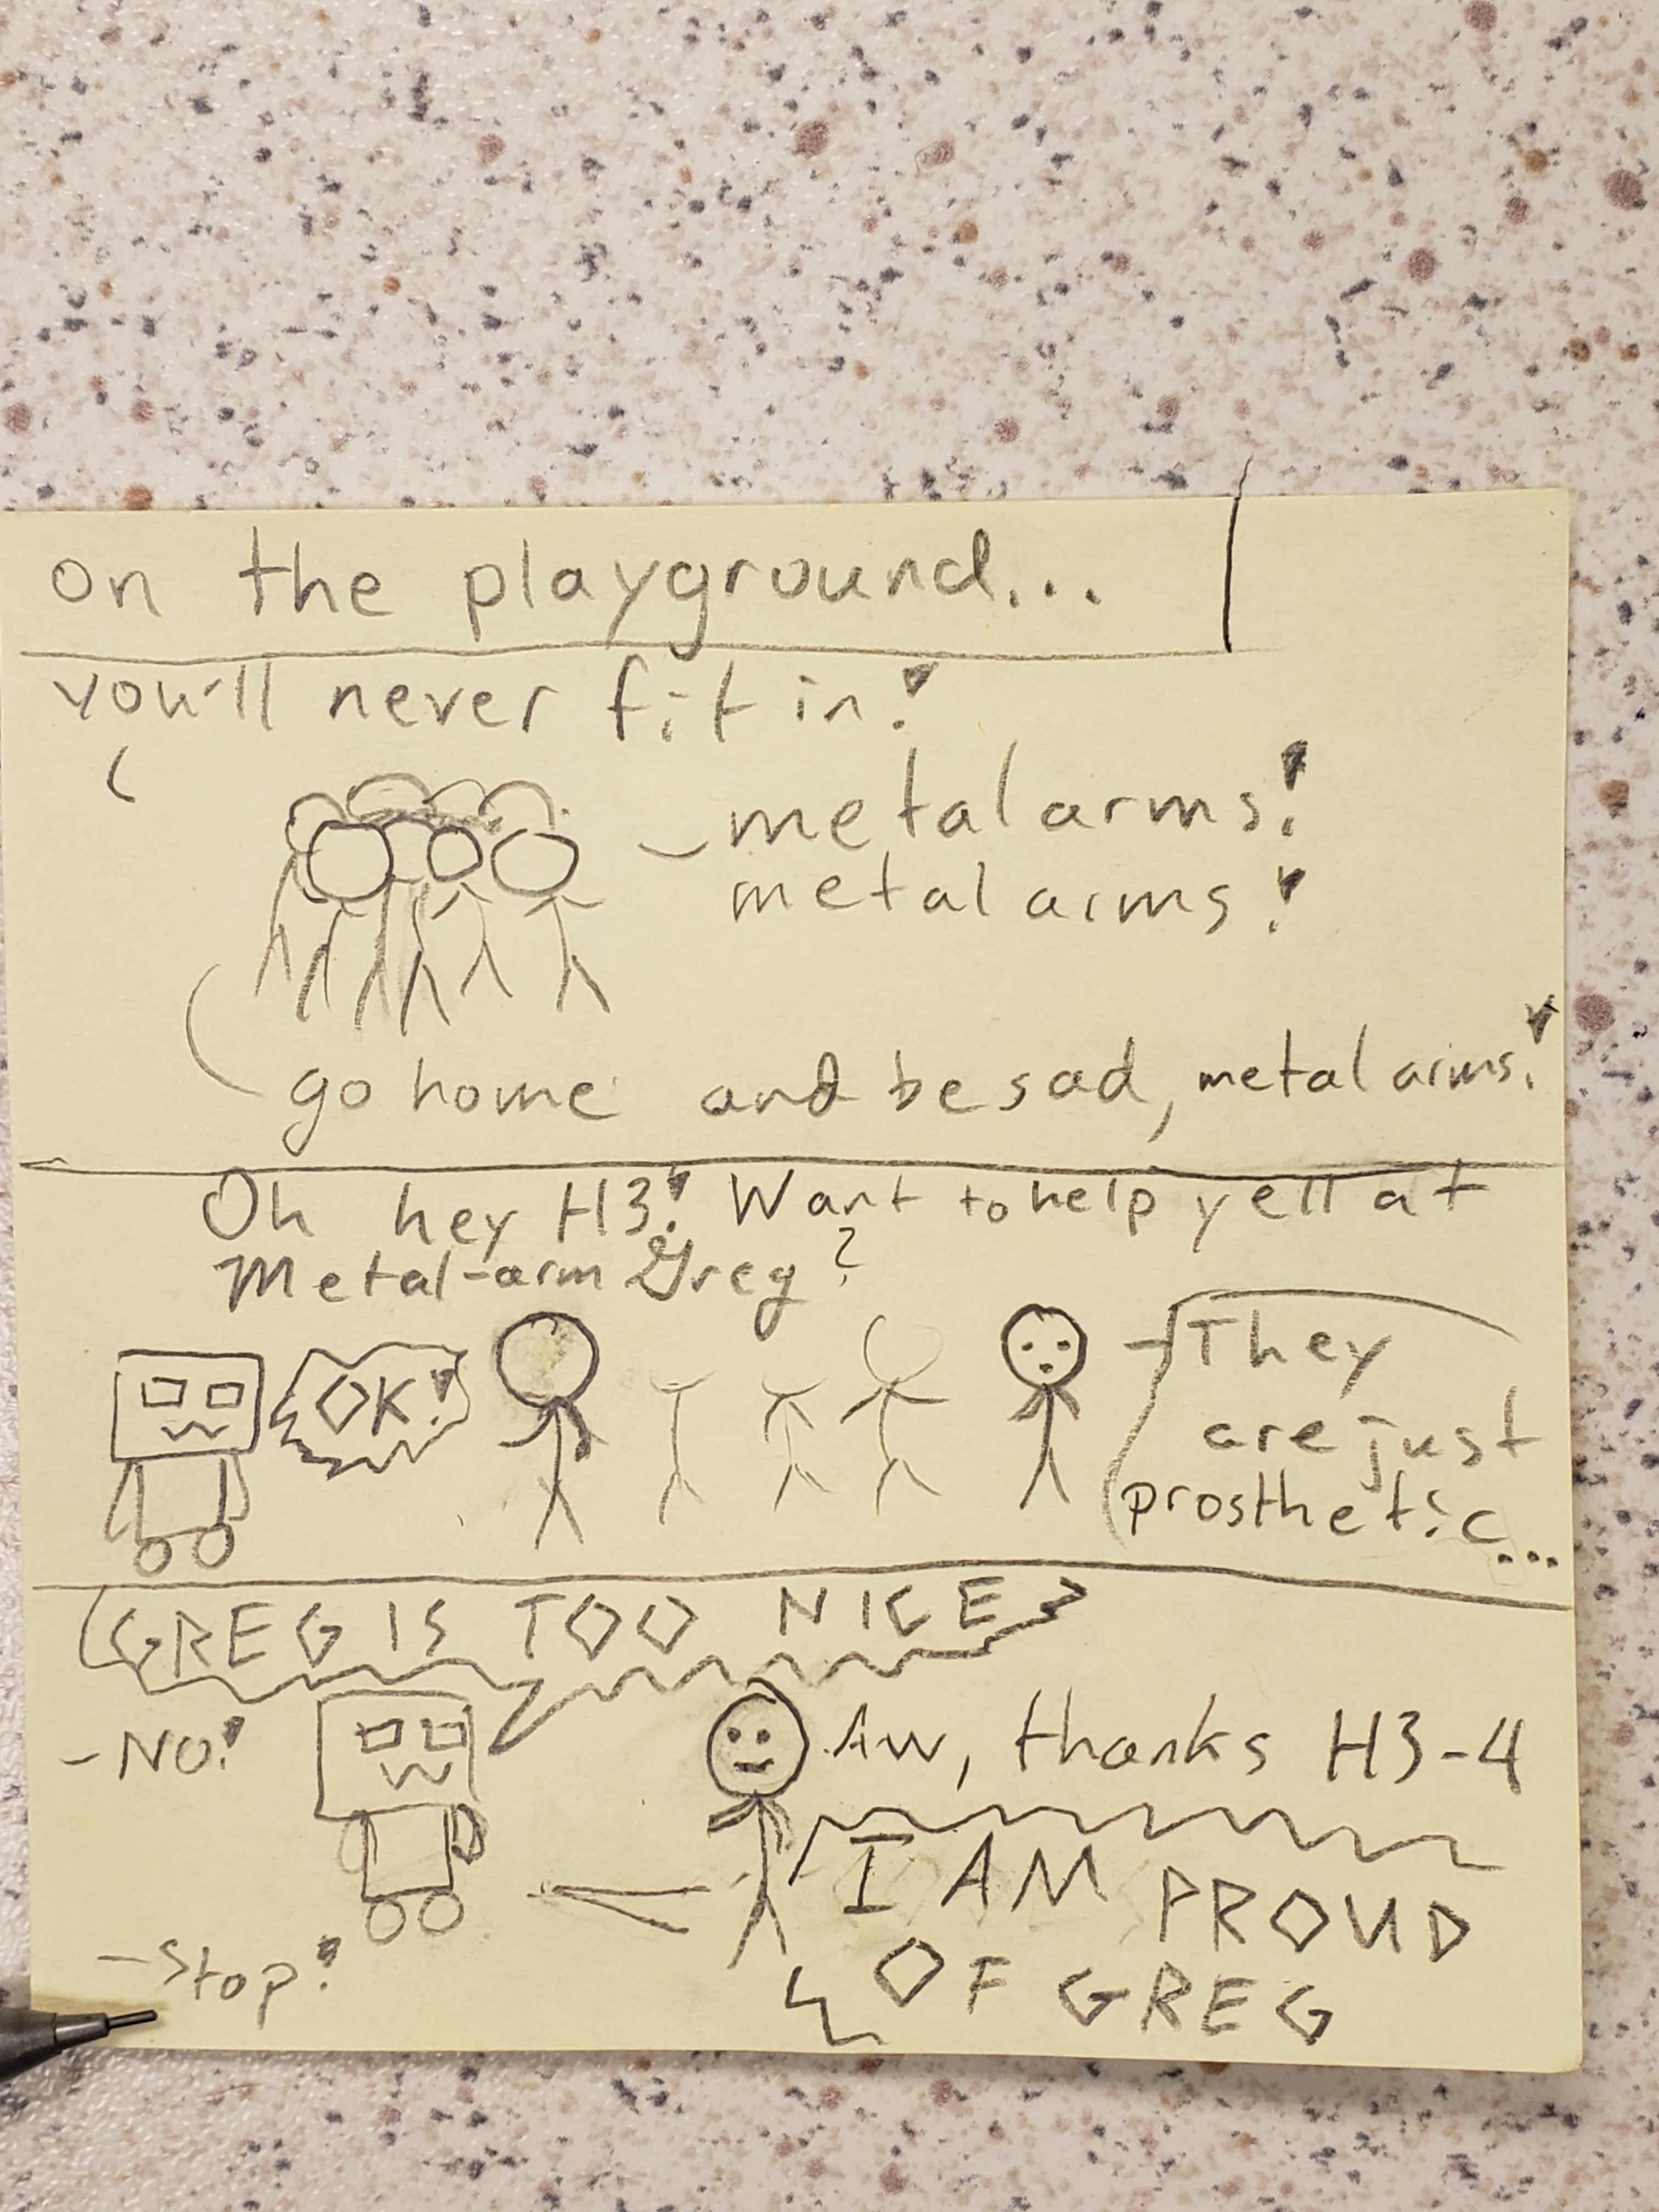 on the playground...
you'll never fit in!
metal arms!
metal arms!
go home and be sad, metal arms!
Oh hey H3! Want to help yell at
Metal-arm Greg?
OK!
They
are just
prosthetic...
GREG IS TOO NICE
-NO!
Aw, thanks H3-4
I AM PROUD
OF GREG
-Stop!